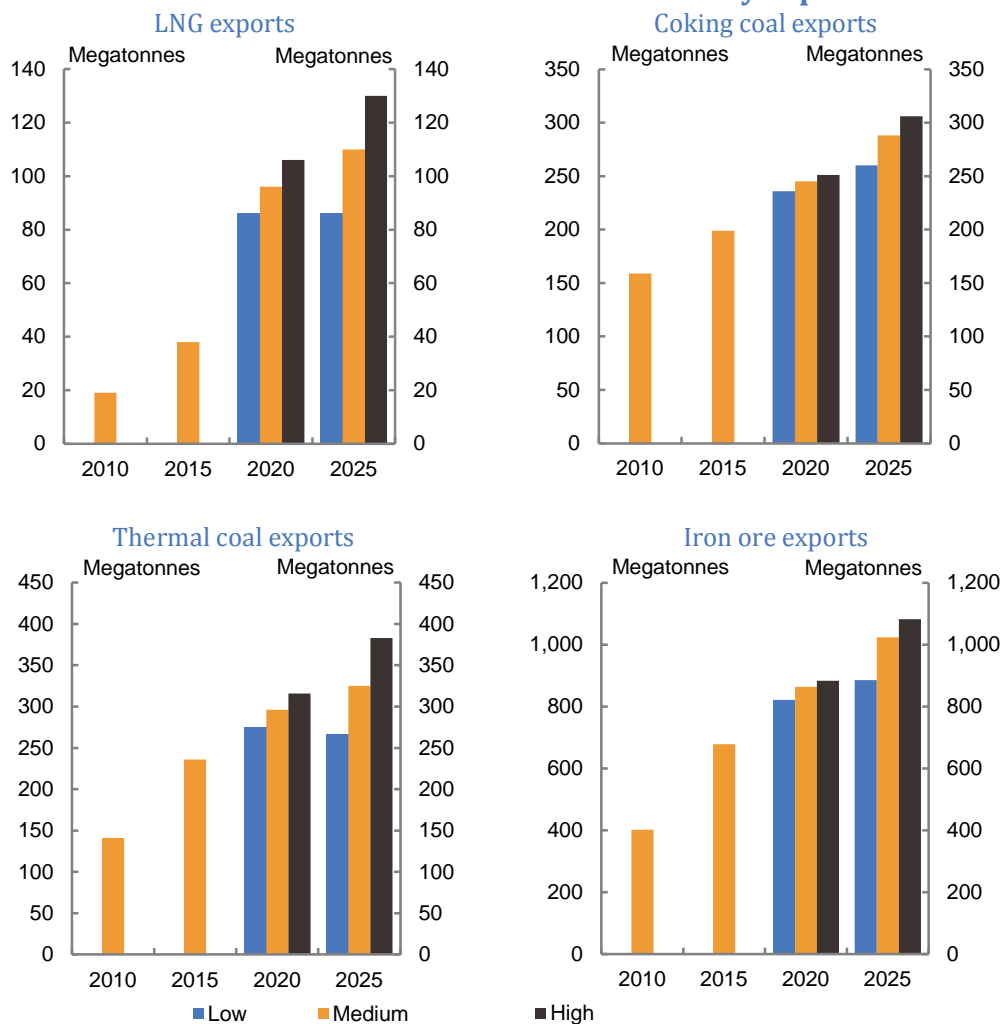 LNG exports
Megatonnes Megatonnes
140 140
120 120
100 100
80 80
60 60
40 40
20 20
0 0
2010 2015 2020 2025
Coking coal exports
Megatonnes Megatonnes
350 350
300 300
250 250
200 200
150 150
100 100
50 50
0 0
2010 2015 2020 2025
Thermal coal exports
Megatonnes Megatonnes
450 450
400 400
350 350
300 300
250 250
200 200
150 150
100 100
50 50
0 0
2010 2015 2020 2025
Iron ore exports
Megatonnes Megatonnes
1,200 1,200
1,000 1,000
800 800
600 600
400 400
200 200
0 0
2010 2015 2020 2025
Low Medium High